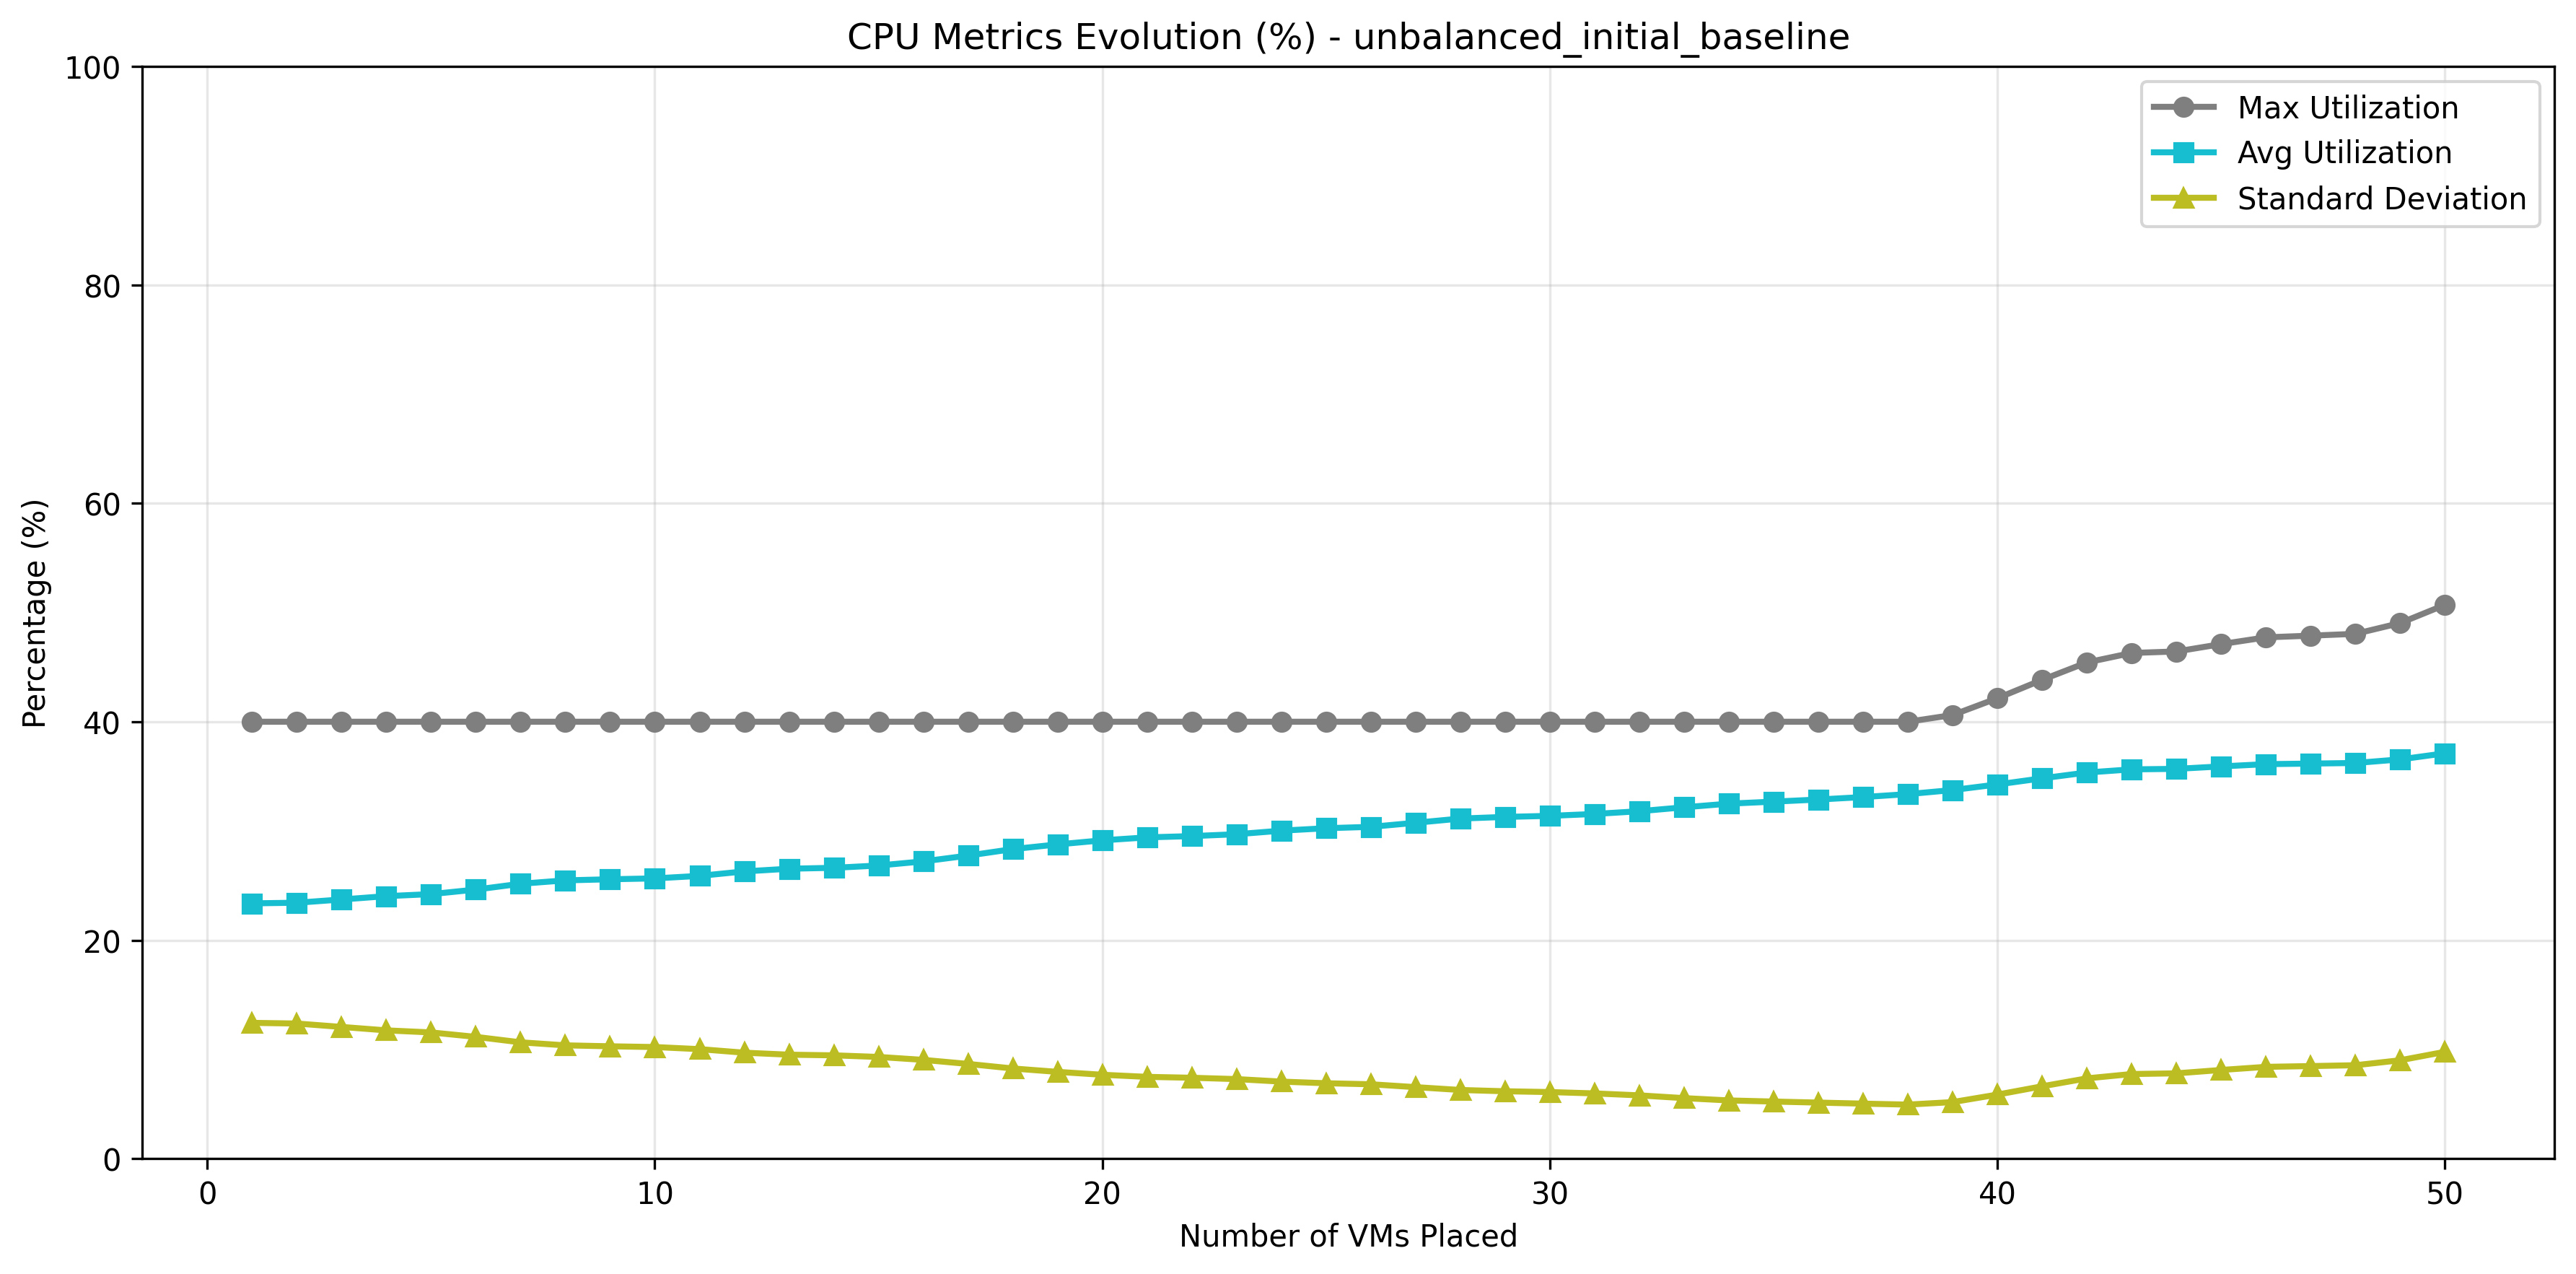 CPU Metrics Evolution (%) - unbalanced_initial_baseline
100
80
60
40
20
0
Percentage (%)
Max Utilization
Avg Utilization
Standard Deviation
0 10 20 30 40 50
Number of VMs Placed